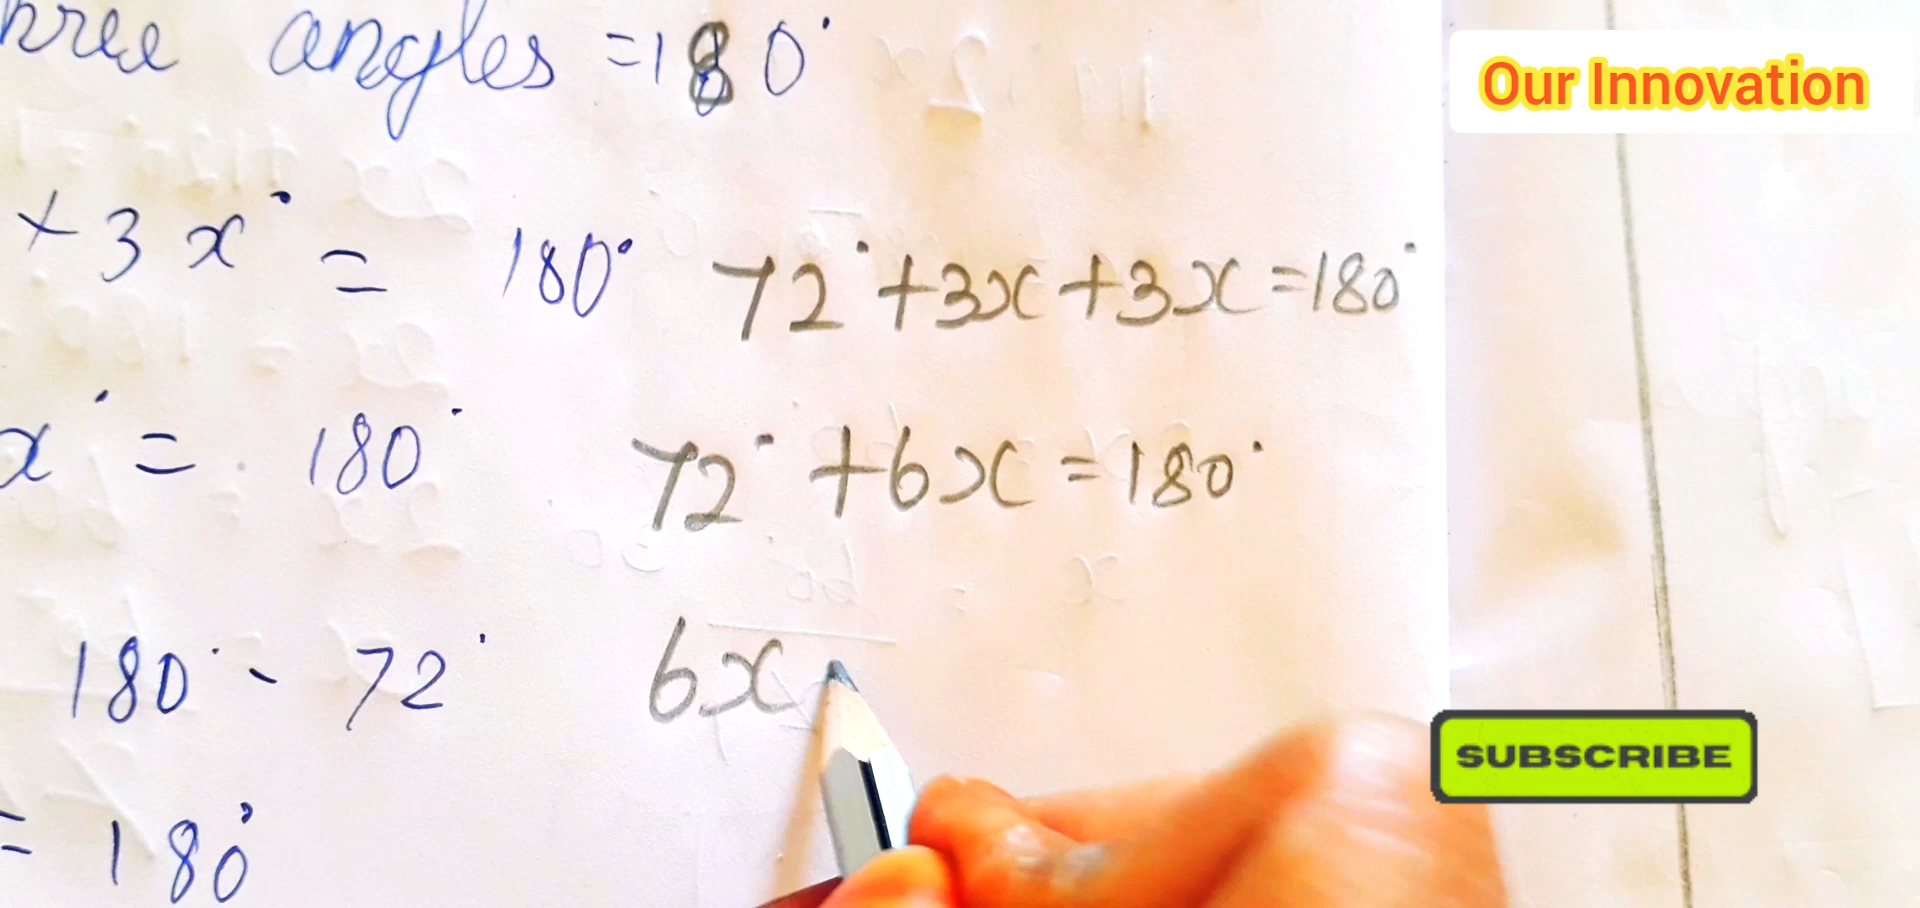 three angles = 180°
Our Innovation
+ 3x° = 180°
72° + 3x + 3x = 180°
x° = 180°
72° + 6x = 180°
180° - 72°
6x
SUBSCRIBE
= 180°